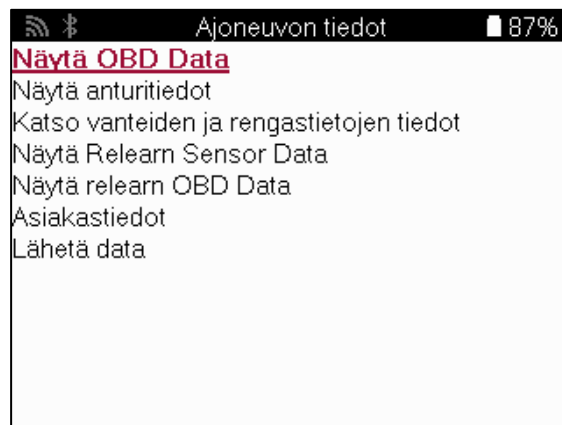 Ajoneuvon tiedot 87%
Näytä OBD Data
Näytä anturitiedot
Katso vanteiden ja rengastietojen tiedot
Näytä Relearn Sensor Data
Näytä relearn OBD Data
Asiakastiedot
Lähetä data